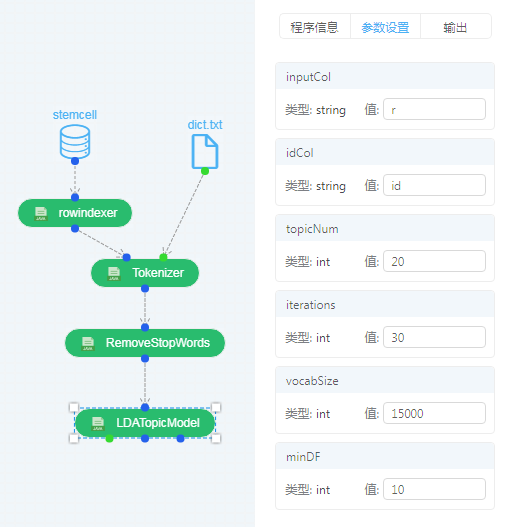 stemcell
dict.txt
rowindexer
Tokenizer
RemoveStopWords
LDATopicModel
程序信息 参数设置 输出
inputCol
类型: string 值: r
idCol
类型: string 值: id
topicNum
类型: int 值: 20
iterations
类型: int 值: 30
vocabSize
类型: int 值: 15000
minDF
类型: int 值: 10